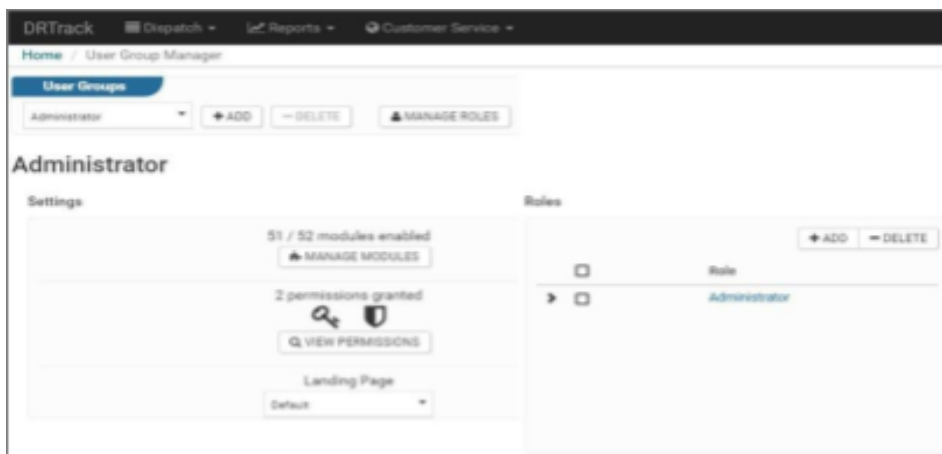 DRTrack Dispatch Reports Customer Service
Home / User Group Manager
User Groups
Administrator ADD DELETE MANAGE ROLES
Administrator
Settings
51 / 52 modules enabled
MANAGE MODULES
2 permissions granted
VIEW PERMISSIONS
Landing Page
Default
Roles
ADD DELETE
Role
Administrator